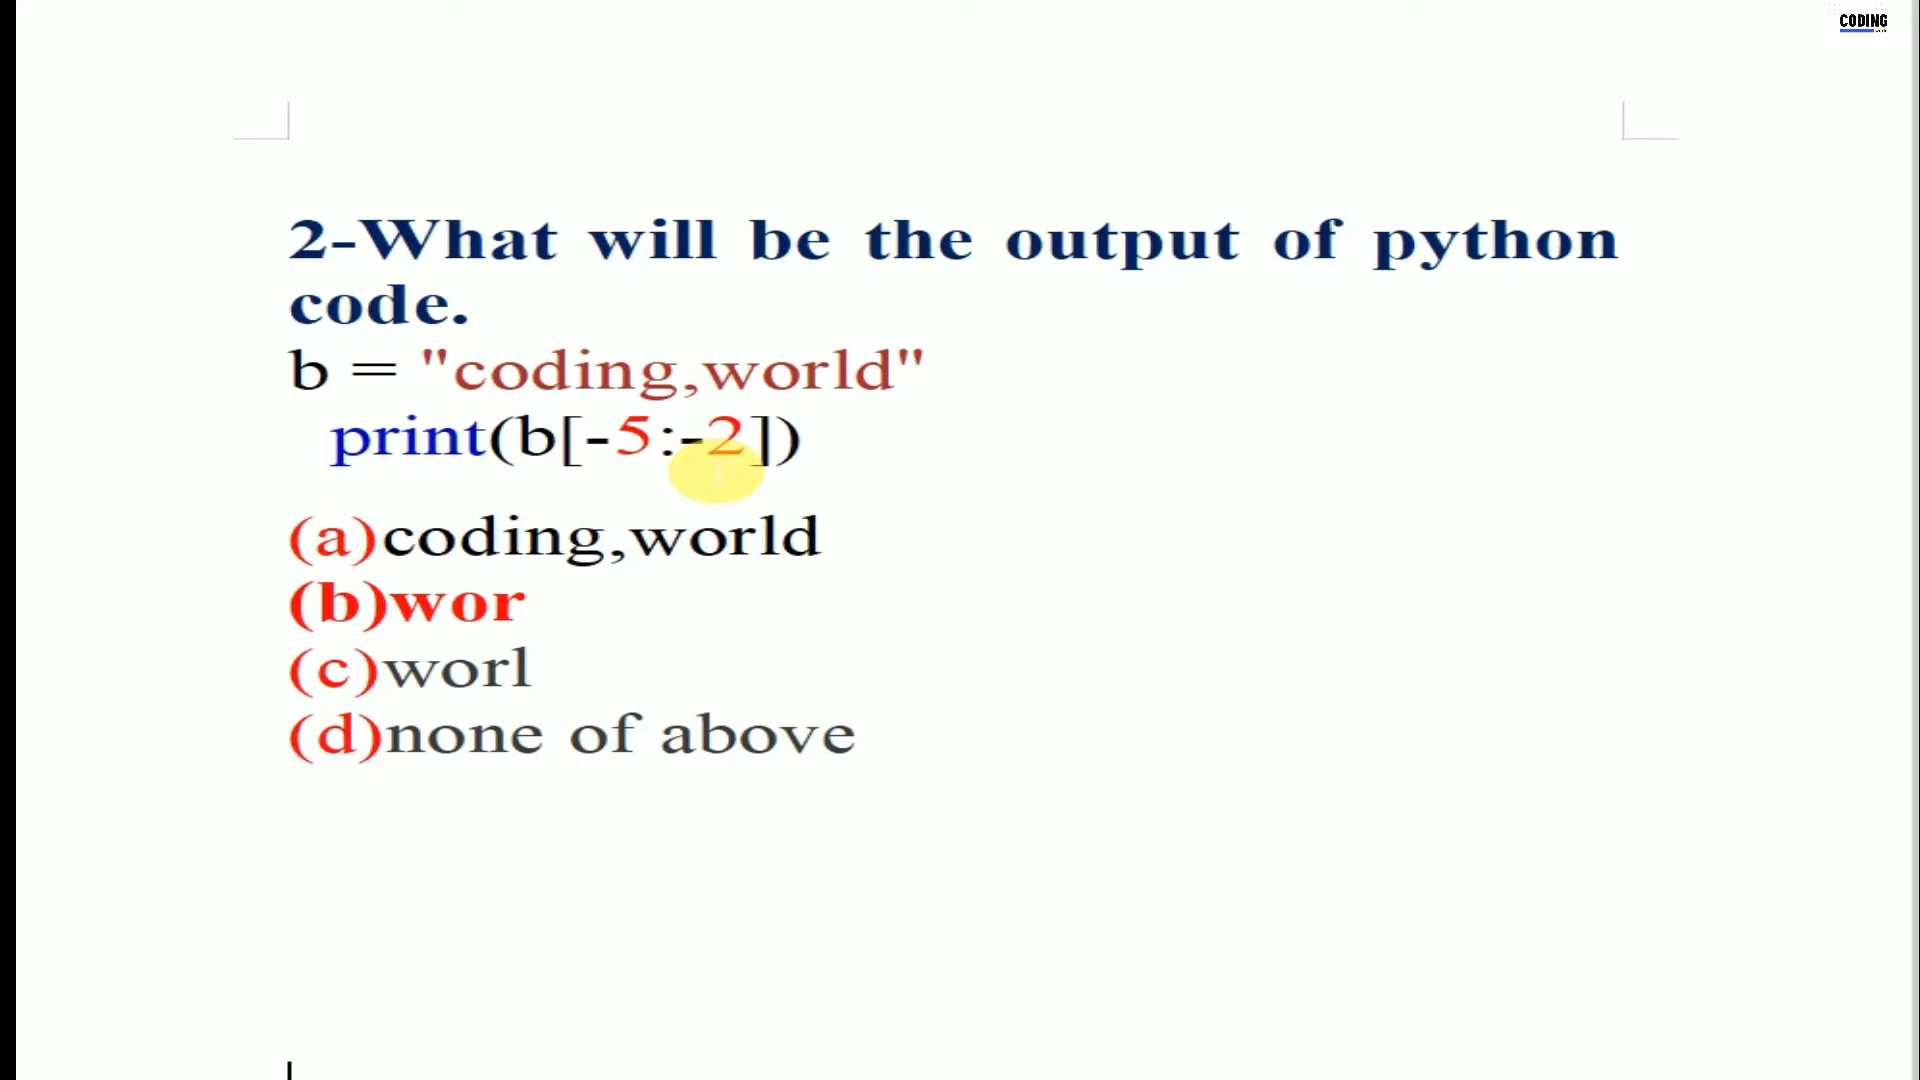 CODING
2-What will be the output of python
code.
b = "coding,world"
print(b[-5:-2])
(a)coding,world
(b)wor
(c)worl
(d)none of above